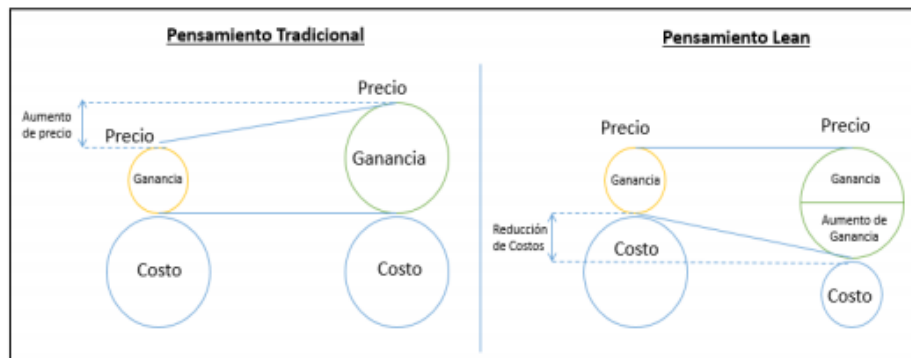 Pensamiento Tradicional
Precio
Aumento
de precio
Precio
Ganancia
Ganancia
Costo
Costo
Pensamiento Lean
Precio
Precio
Ganancia
Ganancia
Aumento de
Ganancia
Reducción
de Costos
Costo
Costo